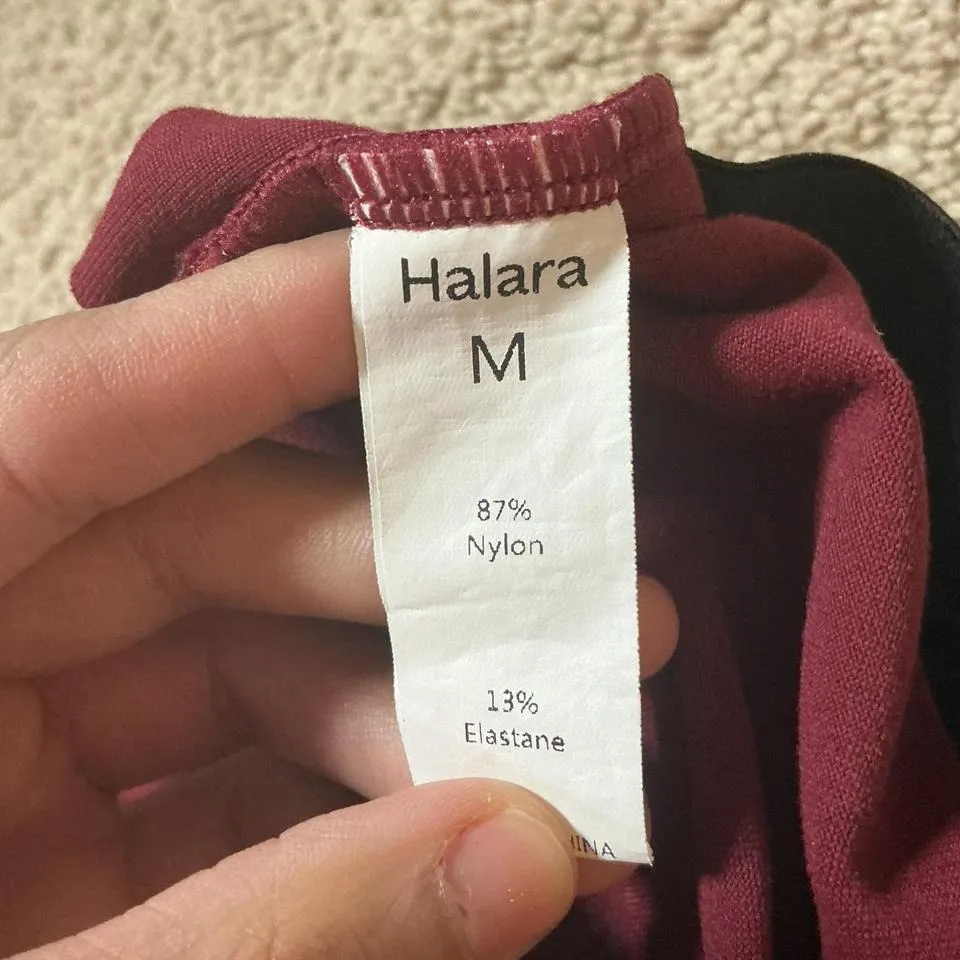 Halara
M
87%
Nylon
13%
Elastane